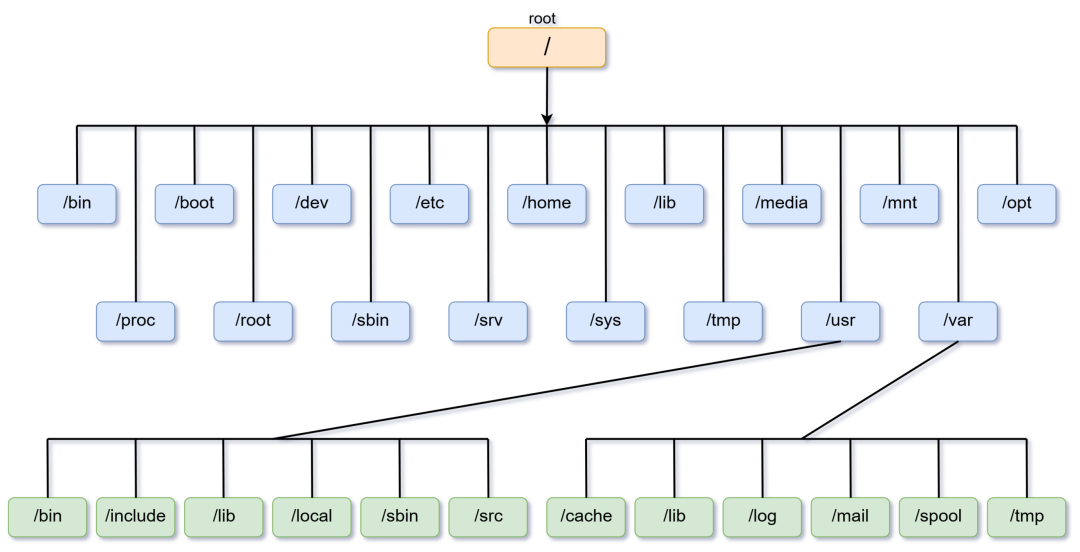 root
/
/bin
/boot
/dev
/etc
/home
/lib
/media
/mnt
/opt
/proc
/root
/sbin
/srv
/sys
/tmp
/usr
/var
/bin
/include
/lib
/local
/sbin
/src
/cache
/lib
/log
/mail
/spool
/tmp